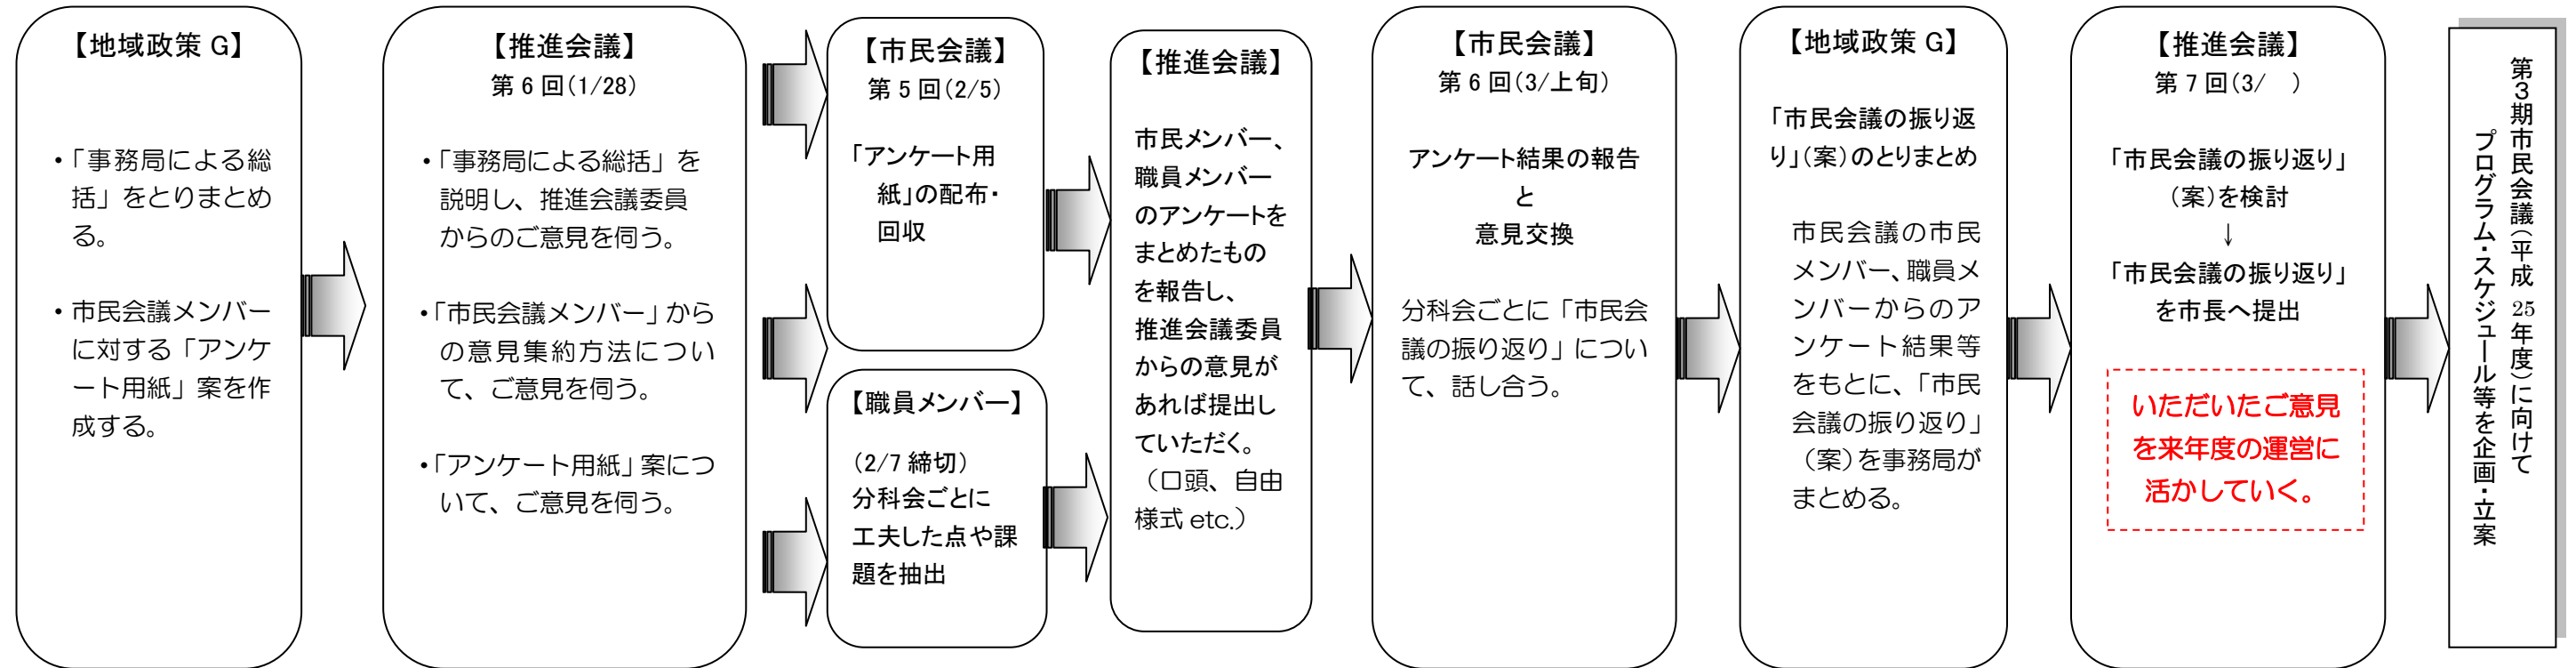 【地域政策 G】
・「事務局による総
括」をとりまとめ
る。
・市民会議メンバー
に対する「アンケ
ート用紙」案を作
成する。
【推進会議】
第 6 回(1/28)
・「事務局による総括」を
説明し、推進会議委員
からのご意見を伺う。
・「市民会議メンバー」から
の意見集約方法につい
て、ご意見を伺う。
・「アンケート用紙」案につ
いて、ご意見を伺う。
【市民会議】
第 5 回(2/5)
「アンケート用
紙」の配布・
回収
【職員メンバー】
(2/7 締切)
分科会ごとに
工夫した点や課
題を抽出
【推進会議】
市民メンバー、
職員メンバー
のアンケートを
まとめたもの
を報告し、
推進会議委員
からの意見が
あれば提出し
ていただく。
(口頭、自由
様式 etc.)
【市民会議】
第 6 回(3/上旬)
アンケート結果の報告
と
意見交換
分科会ごとに「市民会
議の振り返り」につい
て、話し合う。
【地域政策 G】
「市民会議の振り返
り」(案)のとりまとめ
市民会議の市民
メンバー、職員メ
ンバーからのア
ンケート結果等
をもとに、「市民
会議の振り返り」
(案)を事務局が
まとめる。
【推進会議】
第 7 回(3/　)
「市民会議の振り返り」
(案)を検討
↓
「市民会議の振り返り」
を市長へ提出
いただいたご意見
を来年度の運営に
活かしていく。
第3期市民会議(平成 25 年度)に向けて
プログラム・スケジュール等を企画・立案